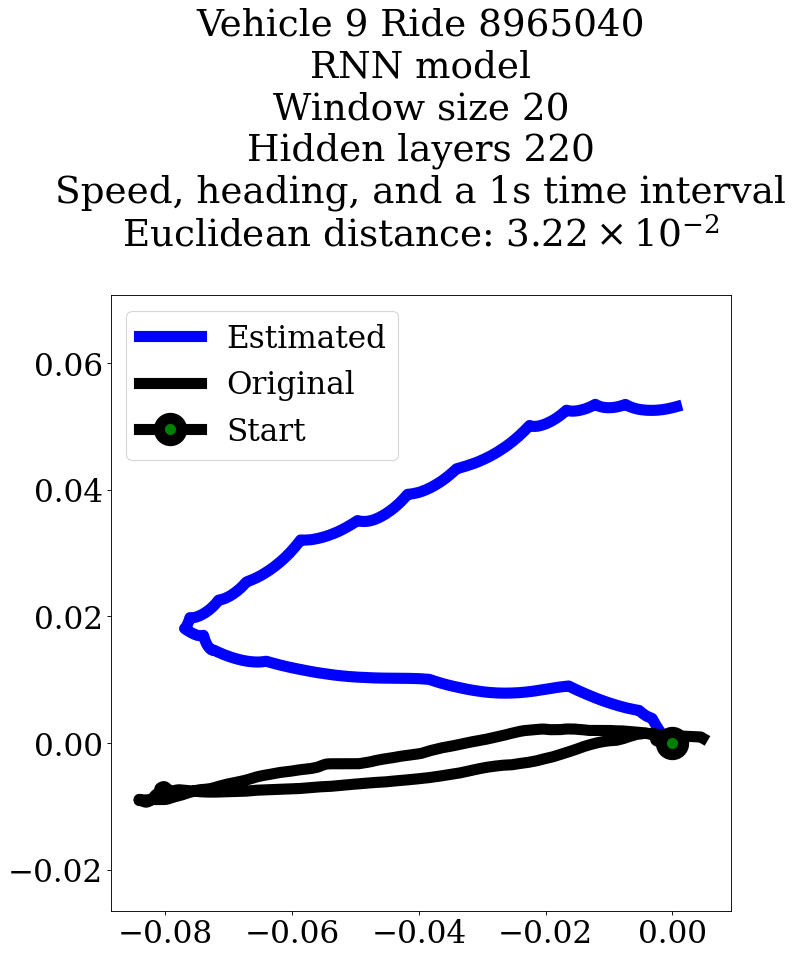 Vehicle 9 Ride 8965040
RNN model
Window size 20
Hidden layers 220
Speed, heading, and a 1s time interval
Euclidean distance: 3.22 × 10⁻²
Estimated
Original
Start
0.06
0.04
0.02
0.00
−0.02
−0.08 −0.06 −0.04 −0.02 0.00